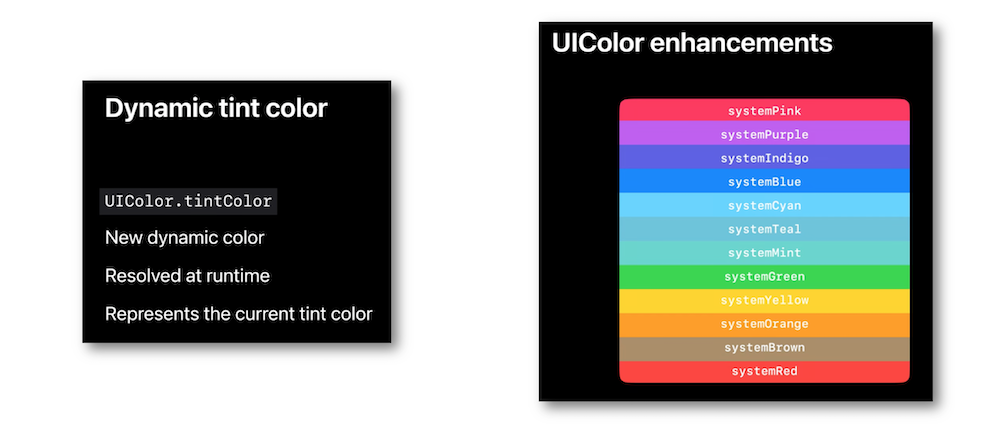 Dynamic tint color
UIColor.tintColor
New dynamic color
Resolved at runtime
Represents the current tint color
UIColor enhancements
systemPink
systemPurple
systemIndigo
systemBlue
systemCyan
systemTeal
systemMint
systemGreen
systemYellow
systemOrange
systemBrown
systemRed